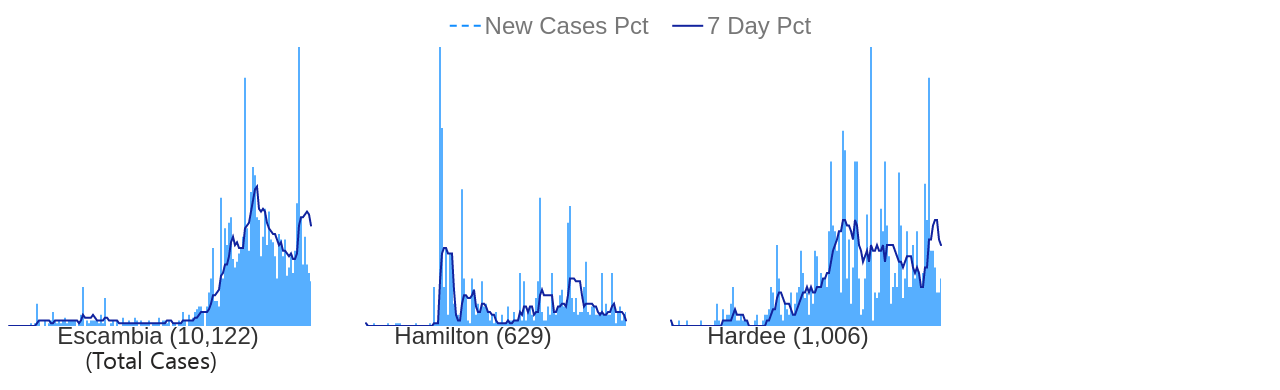 New Cases Pct 7 Day Pct
Escambia (10,122) Hamilton (629) Hardee (1,006)
(Total Cases)